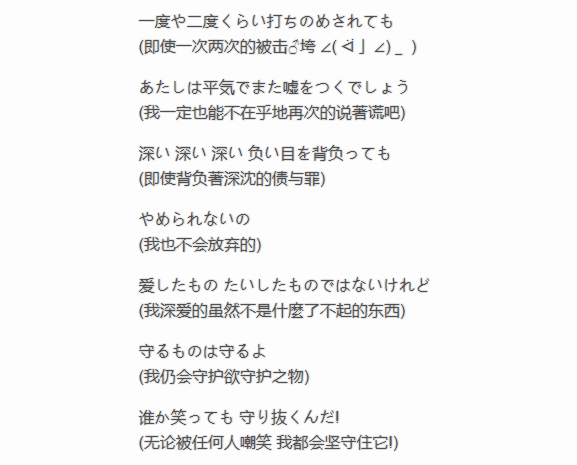 一度や二度くらい打ちのめされても
(即使一次两次的被击⍥垮 ∠( ᐛ 」∠)_ )
あたしは平気でまた嘘をつくでしょう
(我一定也能不在乎地再次的说著谎吧)
深い 深い 深い 负い目を背负っても
(即使背负著深沈的债与罪)
やめられないの
(我也不会放弃的)
爱したもの たいしたものではないけれど
(我深爱的虽然不是什麼了不起的东西)
守るものは守るよ
(我仍会守护欲守护之物)
谁か笑っても 守り抜くんだ!
(无论被任何人嘲笑 我都会坚守住它!)